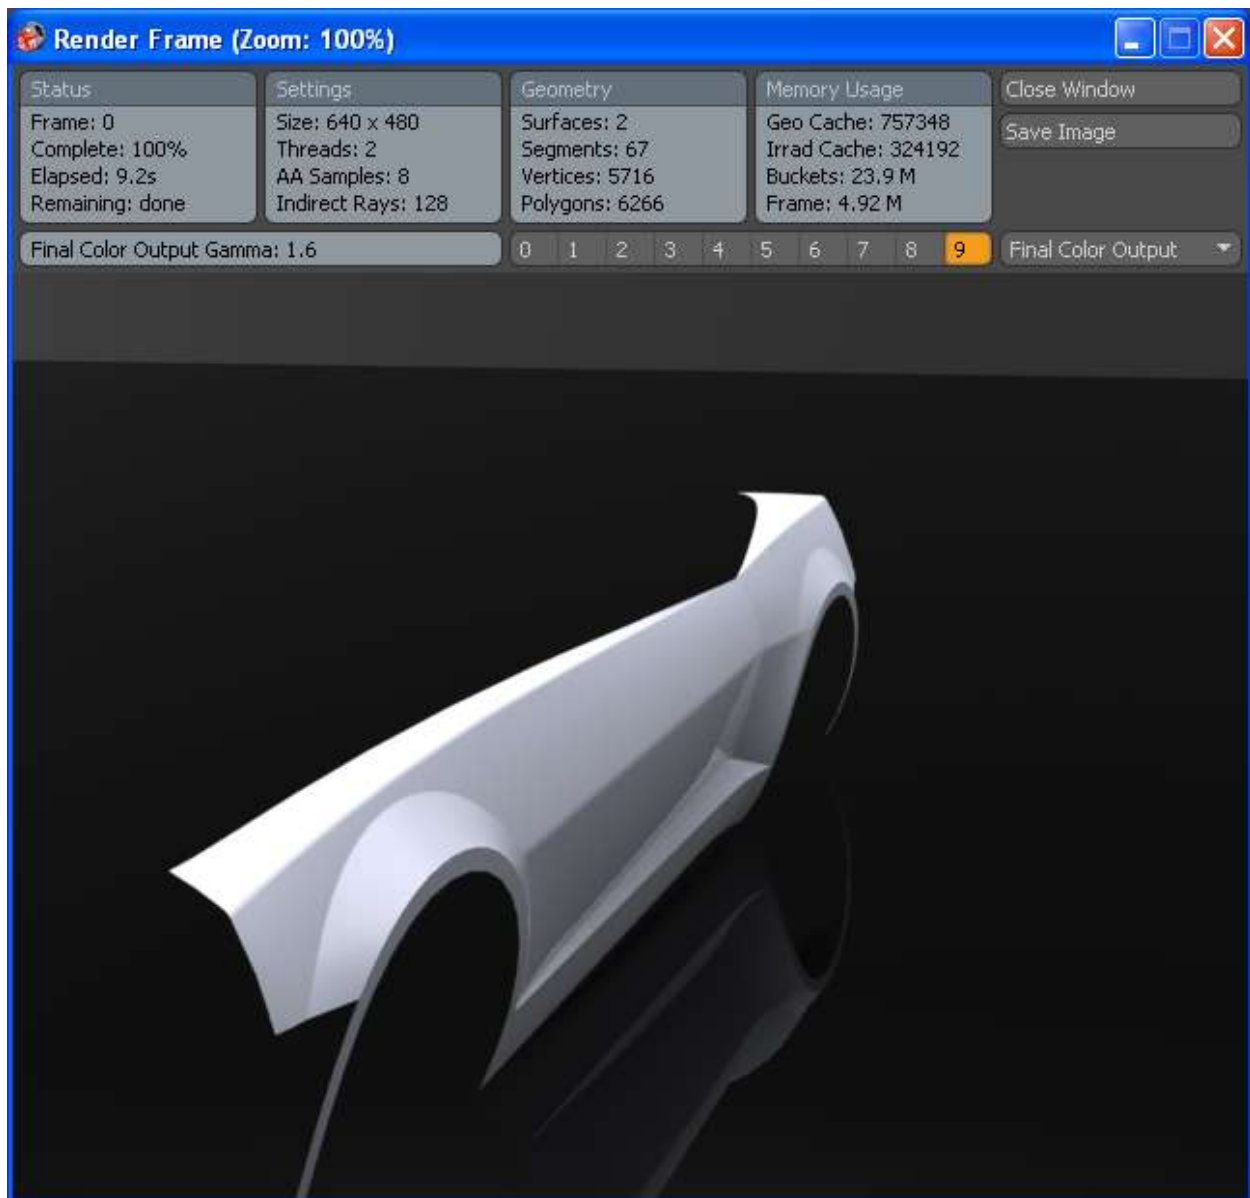 Render Frame (Zoom: 100%)
Status
Frame: 0
Complete: 100%
Elapsed: 9.2s
Remaining: done
Settings
Size: 640 x 480
Threads: 2
AA Samples: 8
Indirect Rays: 128
Geometry
Surfaces: 2
Segments: 67
Vertices: 5716
Polygons: 6266
Memory Usage
Geo Cache: 757348
Irrad Cache: 324192
Buckets: 23.9 M
Frame: 4.92 M
Close Window
Save Image
Final Color Output Gamma: 1.6
0 1 2 3 4 5 6 7 8 9
Final Color Output